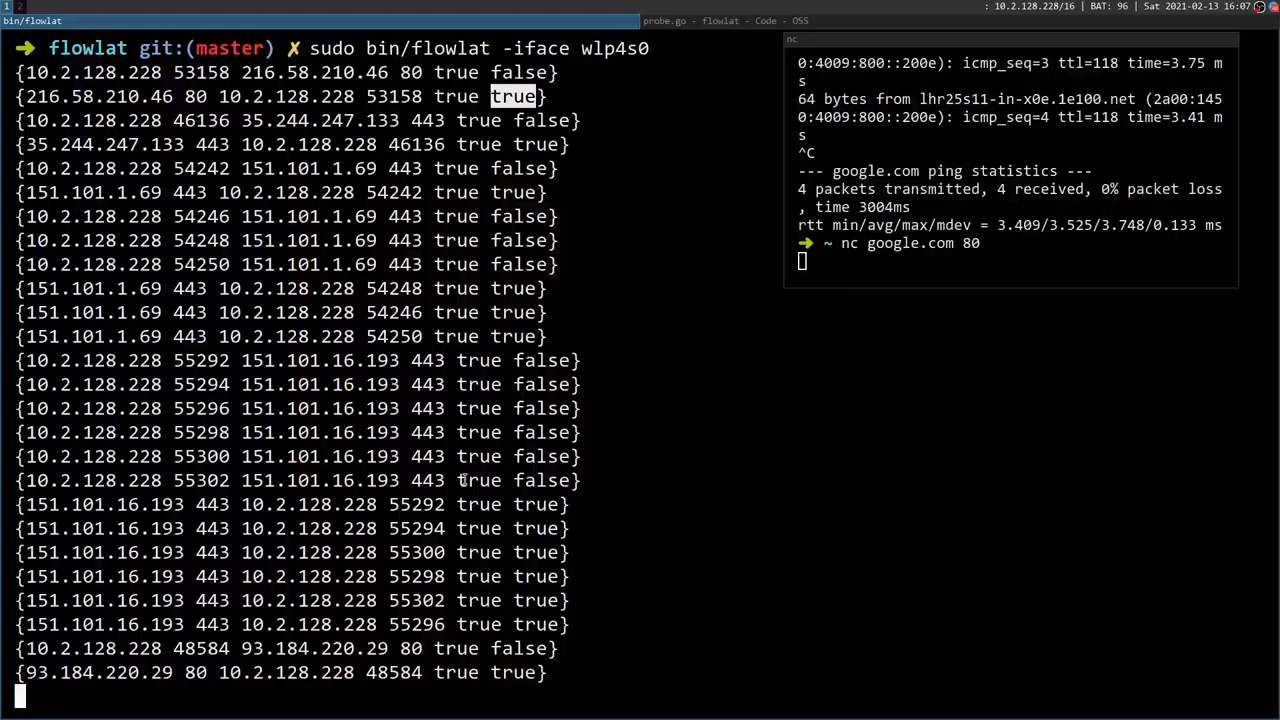 1 2
: 10.2.128.228/16 | BAT: 96 | Sat 2021-02-13 16:07
bin/flowlat
probe.go - flowlat - Code - OSS
➜ flowlat git:(master) ✗ sudo bin/flowlat -iface wlp4s0
{10.2.128.228 53158 216.58.210.46 80 true false}
{216.58.210.46 80 10.2.128.228 53158 true true}
{10.2.128.228 46136 35.244.247.133 443 true false}
{35.244.247.133 443 10.2.128.228 46136 true true}
{10.2.128.228 54242 151.101.1.69 443 true false}
{151.101.1.69 443 10.2.128.228 54242 true true}
{10.2.128.228 54246 151.101.1.69 443 true false}
{10.2.128.228 54248 151.101.1.69 443 true false}
{10.2.128.228 54250 151.101.1.69 443 true false}
{151.101.1.69 443 10.2.128.228 54248 true true}
{151.101.1.69 443 10.2.128.228 54246 true true}
{151.101.1.69 443 10.2.128.228 54250 true true}
{10.2.128.228 55292 151.101.16.193 443 true false}
{10.2.128.228 55294 151.101.16.193 443 true false}
{10.2.128.228 55296 151.101.16.193 443 true false}
{10.2.128.228 55298 151.101.16.193 443 true false}
{10.2.128.228 55300 151.101.16.193 443 true false}
{10.2.128.228 55302 151.101.16.193 443 true false}
{151.101.16.193 443 10.2.128.228 55292 true true}
{151.101.16.193 443 10.2.128.228 55294 true true}
{151.101.16.193 443 10.2.128.228 55300 true true}
{151.101.16.193 443 10.2.128.228 55298 true true}
{151.101.16.193 443 10.2.128.228 55302 true true}
{151.101.16.193 443 10.2.128.228 55296 true true}
{10.2.128.228 48584 93.184.220.29 80 true false}
{93.184.220.29 80 10.2.128.228 48584 true true}
nc
0:4009:800::200e): icmp_seq=3 ttl=118 time=3.75 m
s
64 bytes from lhr25s11-in-x0e.1e100.net (2a00:145
0:4009:800::200e): icmp_seq=4 ttl=118 time=3.41 m
s
^C
--- google.com ping statistics ---
4 packets transmitted, 4 received, 0% packet loss
, time 3004ms
rtt min/avg/max/mdev = 3.409/3.525/3.748/0.133 ms
➜ ~ nc google.com 80